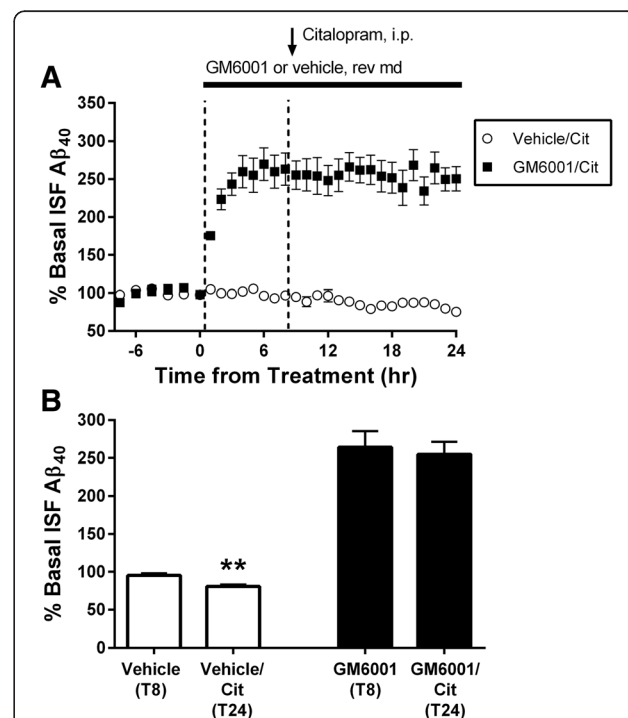 Citalopram, i.p.
GM6001 or vehicle, rev md
A
Vehicle/Cit
GM6001/Cit
% Basal ISF Aβ40
350
300
250
200
150
100
50
-6 0 6 12 18 24
Time from Treatment (hr)
B
% Basal ISF Aβ40
300
250
200
150
100
50
0
**
Vehicle
(T8)
Vehicle/
Cit
(T24)
GM6001
(T8)
GM6001/
Cit
(T24)